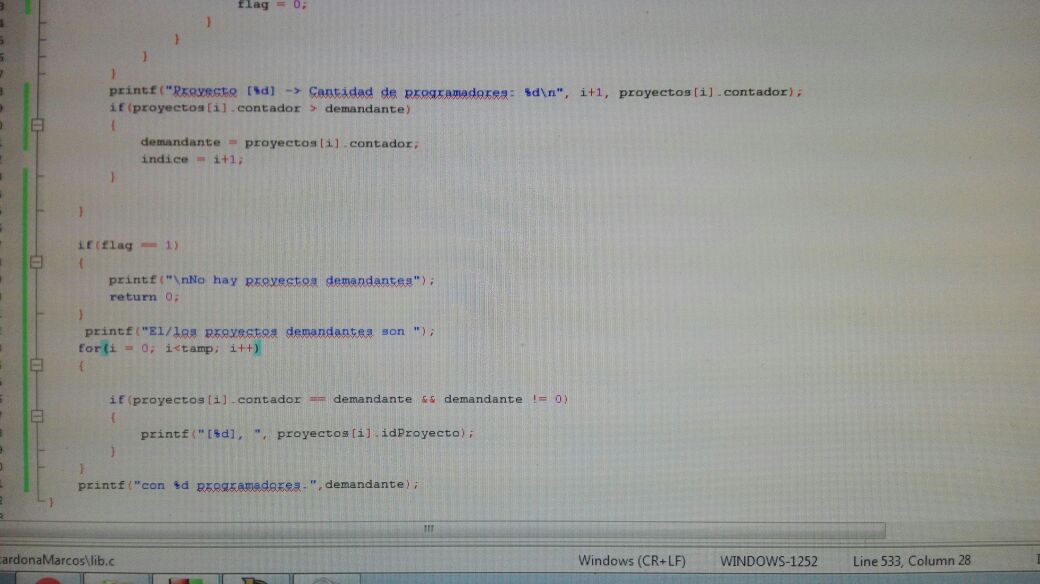 flag = 0;
}
}
}
}
printf("Proyecto [%d] -> Cantidad de programadores: %d\n", i+1, proyectos[i].contador);
if(proyectos[i].contador > demandante)
{
demandante = proyectos[i].contador;
indice = i+1;
}
}
if(flag == 1)
{
printf("\nNo hay proyectos demandantes");
return 0;
}
printf("El/los proyectos demandantes son ");
for(i = 0; i<tamp; i++)
{
if(proyectos[i].contador == demandante && demandante != 0)
{
printf("[%d], ", proyectos[i].idProyecto);
}
}
printf("con %d programadores.",demandante);
}
ardonaMarcos\lib.c Windows (CR+LF) WINDOWS-1252 Line 533, Column 28